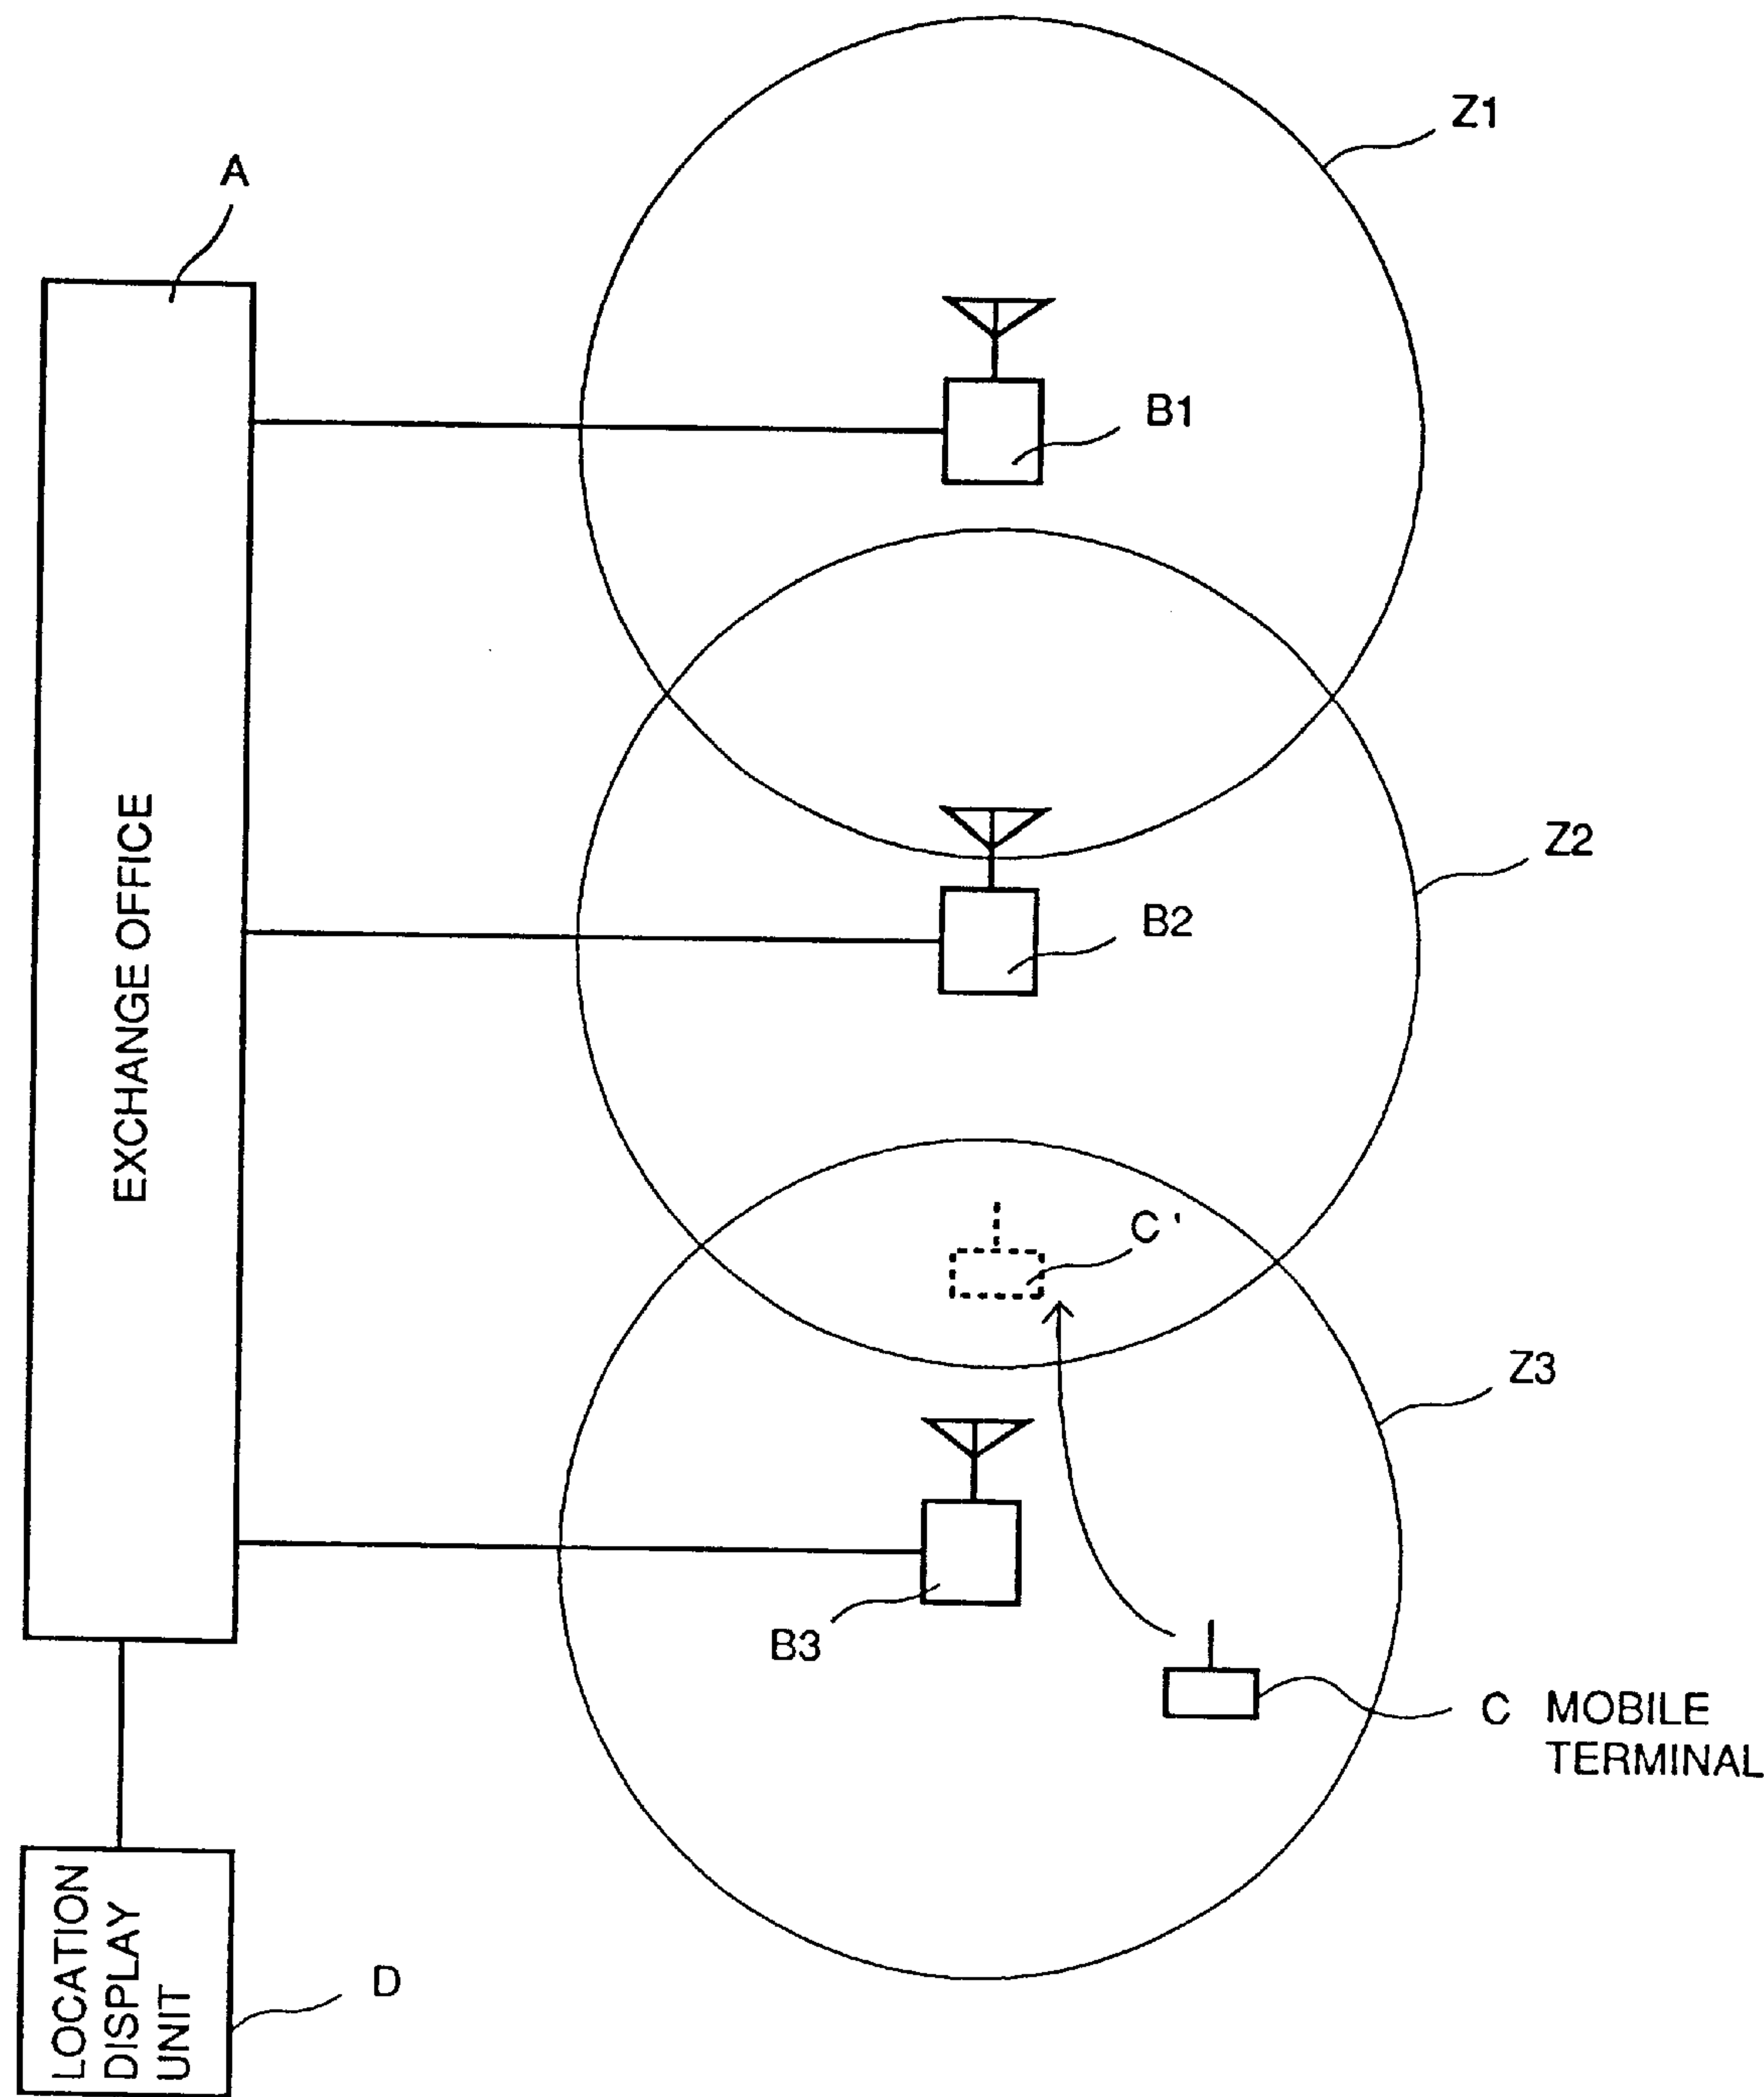 Z1
A
B1
EXCHANGE OFFICE
Z2
B2
C'
Z3
B3
C MOBILE
TERMINAL
LOCATION
DISPLAY
UNIT
D